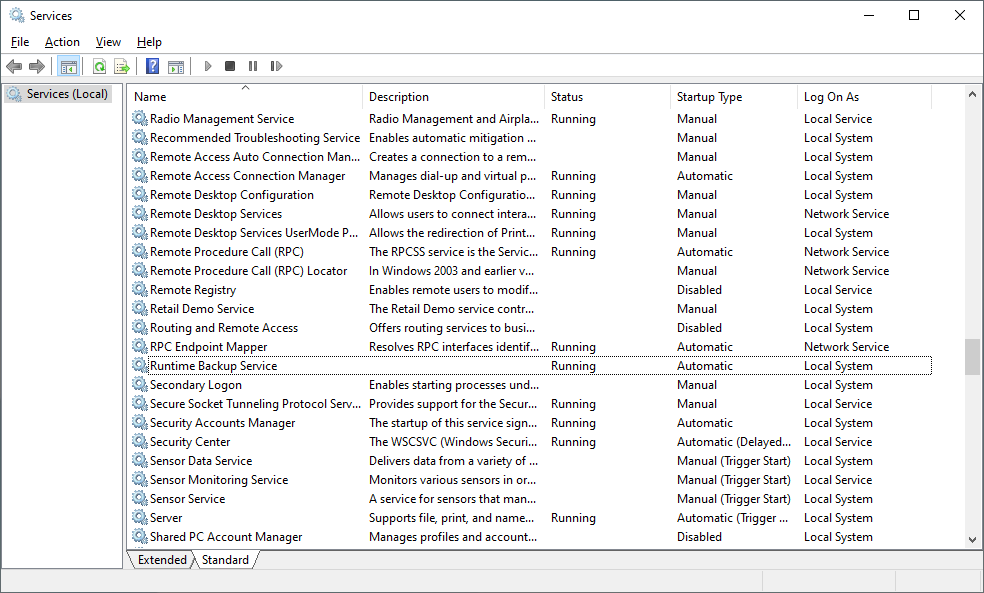 Services
File Action View Help
Services (Local)
Name Description Status Startup Type Log On As
Radio Management Service Radio Management and Airpla... Running Manual Local Service
Recommended Troubleshooting Service Enables automatic mitigation ... Manual Local System
Remote Access Auto Connection Man... Creates a connection to a rem... Manual Local System
Remote Access Connection Manager Manages dial-up and virtual p... Running Automatic Local System
Remote Desktop Configuration Remote Desktop Configuratio... Running Manual Local System
Remote Desktop Services Allows users to connect intera... Running Manual Network Service
Remote Desktop Services UserMode P... Allows the redirection of Print... Running Manual Local System
Remote Procedure Call (RPC) The RPCSS service is the Servic... Running Automatic Network Service
Remote Procedure Call (RPC) Locator In Windows 2003 and earlier v... Manual Network Service
Remote Registry Enables remote users to modif... Disabled Local Service
Retail Demo Service The Retail Demo service contr... Manual Local System
Routing and Remote Access Offers routing services to busi... Disabled Local System
RPC Endpoint Mapper Resolves RPC interfaces identif... Running Automatic Network Service
Runtime Backup Service Running Automatic Local System
Secondary Logon Enables starting processes und... Manual Local System
Secure Socket Tunneling Protocol Serv... Provides support for the Secur... Running Manual Local Service
Security Accounts Manager The startup of this service sign... Running Automatic Local System
Security Center The WSCSVC (Windows Securi... Running Automatic (Delayed... Local Service
Sensor Data Service Delivers data from a variety of ... Manual (Trigger Start) Local System
Sensor Monitoring Service Monitors various sensors in or... Manual (Trigger Start) Local Service
Sensor Service A service for sensors that man... Manual (Trigger Start) Local System
Server Supports file, print, and name... Running Automatic (Trigger ... Local System
Shared PC Account Manager Manages profiles and account... Disabled Local System
Extended Standard